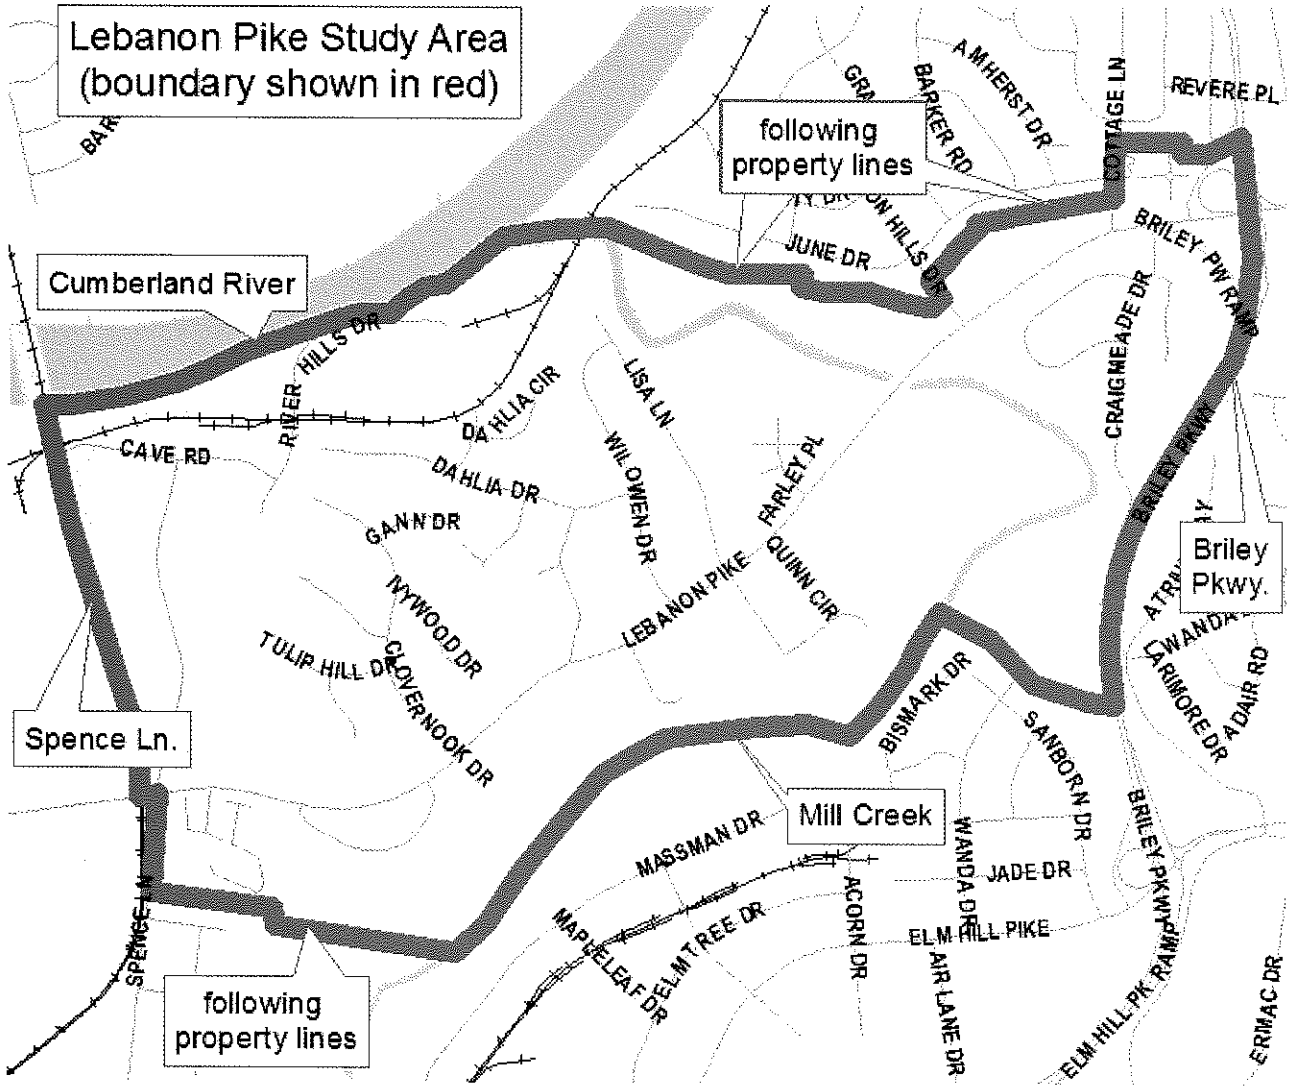 Lebanon Pike Study Area
(boundary shown in red)
AMHERST DR
BARKER RD
COTTAGE LN
REVERE PL
following
property lines
JUNE DR
HILLS DR
BRILEY PW RAMP
Cumberland River
RIVER HILLS DR
CRAIGMEADE DR
LISA LN
DAHLIA CIR
CAVE RD
DAHLIA DR
WILOWEN DR
FARLEY PL
BRILEY PKWY
GANN DR
Briley
Pkwy.
QUINN CIR
IVYWOOD DR
LEBANON PIKE
TULIP HILL DR
CLOVERNOOK DR
WANDA
LARIMORE DR
ADAIR RD
BISMARK DR
Spence Ln.
SANBORN DR
Mill Creek
MASSMAN DR
WANDA DR
JADE DR
BRILEY PKWY RAMP
SPENCE LN
MAPLELEAF DR
ELMTREE DR
ACORN DR
ELM HILL PIKE
AIR LANE DR
ELM HILL PK
ERMAC DR
following
property lines